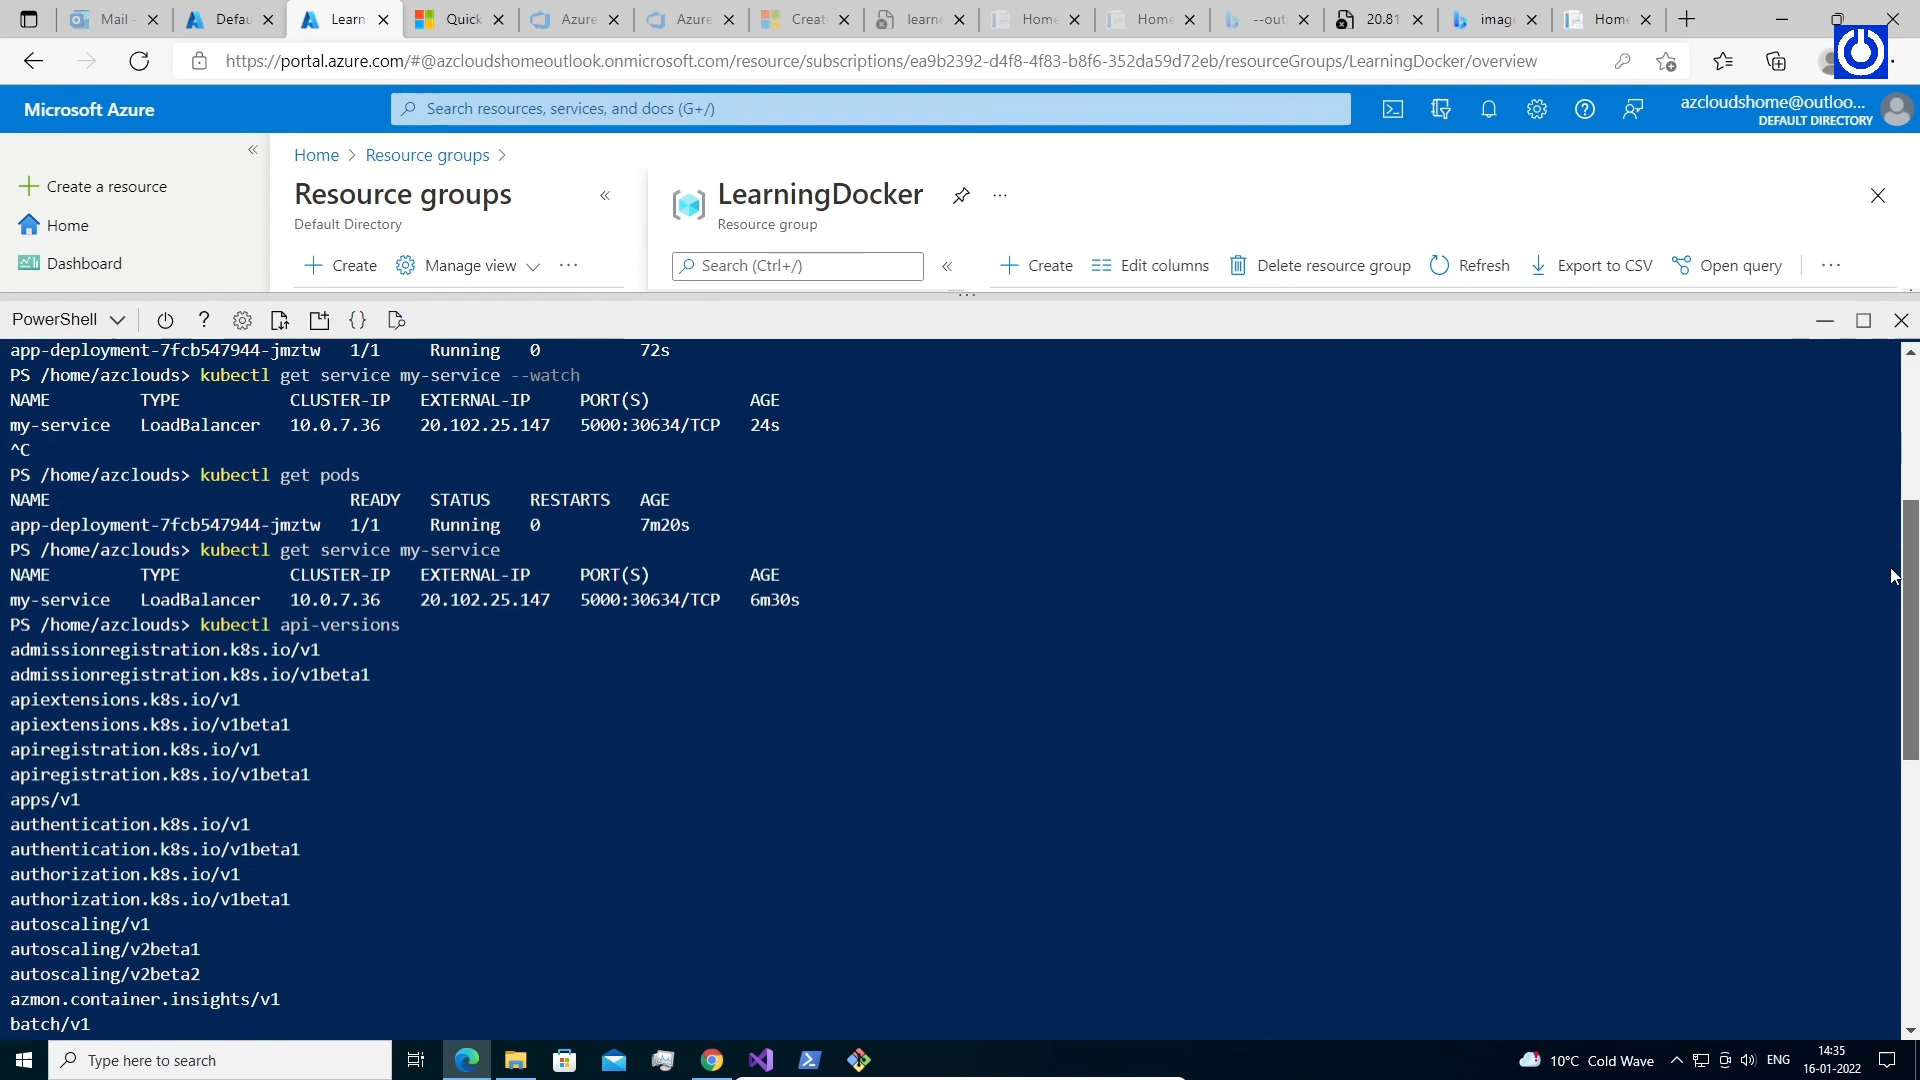 Mail -
Defau
Learn
Quick
Azure
Azure
Creat
learnd
Home
Home
--out
20.81
imag
Home
https://portal.azure.com/#@azcloudshomeoutlook.onmicrosoft.com/resource/subscriptions/ea9b2392-d4f8-4f83-b8f6-352da59d72eb/resourceGroups/LearningDocker/overview
Microsoft Azure
Search resources, services, and docs (G+/)
azcloudshome@outloo...
DEFAULT DIRECTORY
Create a resource
Home
Dashboard
Home > Resource groups >
Resource groups
Default Directory
Create
Manage view
LearningDocker
Resource group
Search (Ctrl+/)
Create
Edit columns
Delete resource group
Refresh
Export to CSV
Open query
PowerShell
app-deployment-7fcb547944-jmztw 1/1 Running 0 72s
PS /home/azclouds> kubectl get service my-service --watch
NAME TYPE CLUSTER-IP EXTERNAL-IP PORT(S) AGE
my-service LoadBalancer 10.0.7.36 20.102.25.147 5000:30634/TCP 24s
^C
PS /home/azclouds> kubectl get pods
NAME READY STATUS RESTARTS AGE
app-deployment-7fcb547944-jmztw 1/1 Running 0 7m20s
PS /home/azclouds> kubectl get service my-service
NAME TYPE CLUSTER-IP EXTERNAL-IP PORT(S) AGE
my-service LoadBalancer 10.0.7.36 20.102.25.147 5000:30634/TCP 6m30s
PS /home/azclouds> kubectl api-versions
admissionregistration.k8s.io/v1
admissionregistration.k8s.io/v1beta1
apiextensions.k8s.io/v1
apiextensions.k8s.io/v1beta1
apiregistration.k8s.io/v1
apiregistration.k8s.io/v1beta1
apps/v1
authentication.k8s.io/v1
authentication.k8s.io/v1beta1
authorization.k8s.io/v1
authorization.k8s.io/v1beta1
autoscaling/v1
autoscaling/v2beta1
autoscaling/v2beta2
azmon.container.insights/v1
batch/v1
Type here to search
10°C Cold Wave
ENG
14:35
16-01-2022